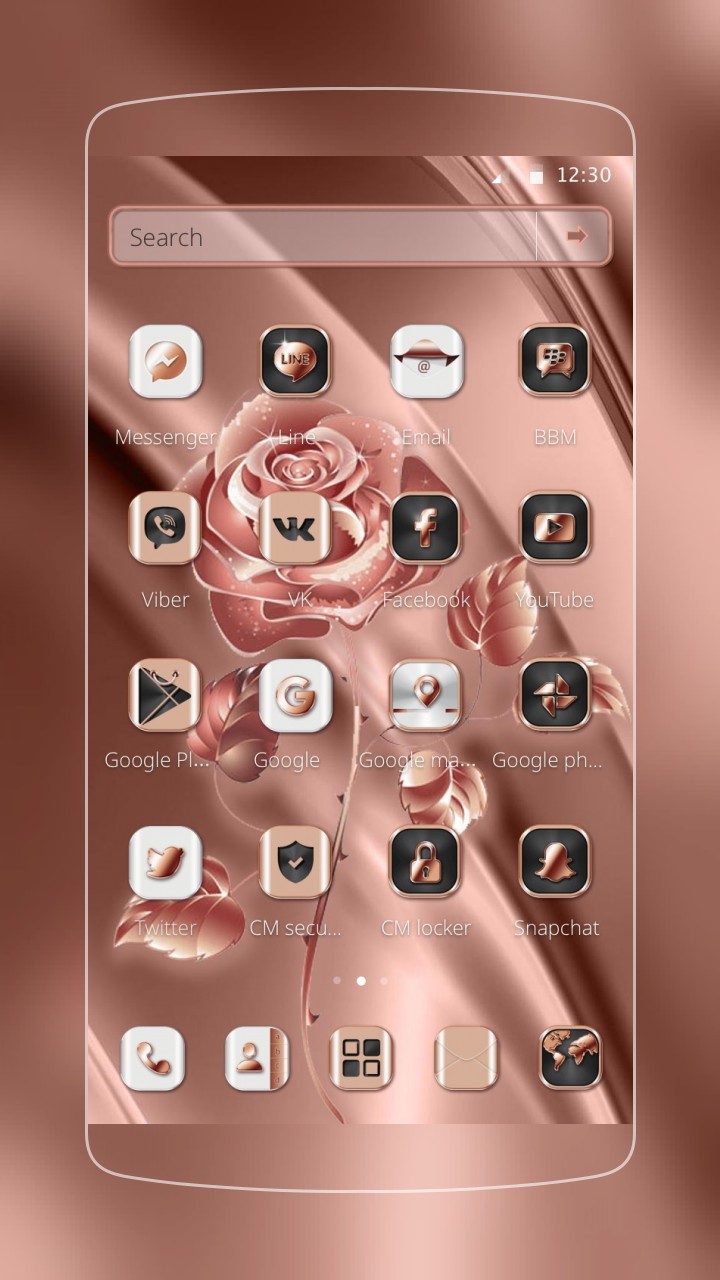 12:30
Search
LINE
@
Messenger Line Email BBM
Viber VK Facebook YouTube
Google Pl... Google Google ma... Google ph...
Twitter CM secu... CM locker Snapchat